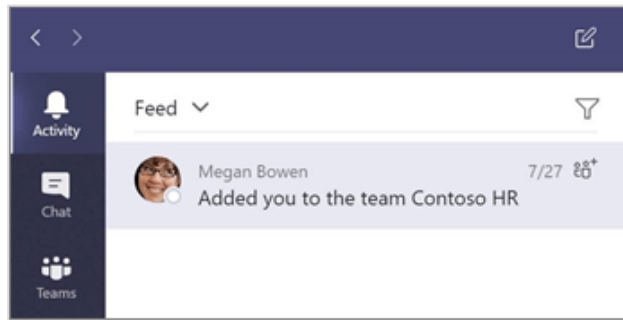 Activity
Chat
Teams
Feed
Megan Bowen 7/27
Added you to the team Contoso HR